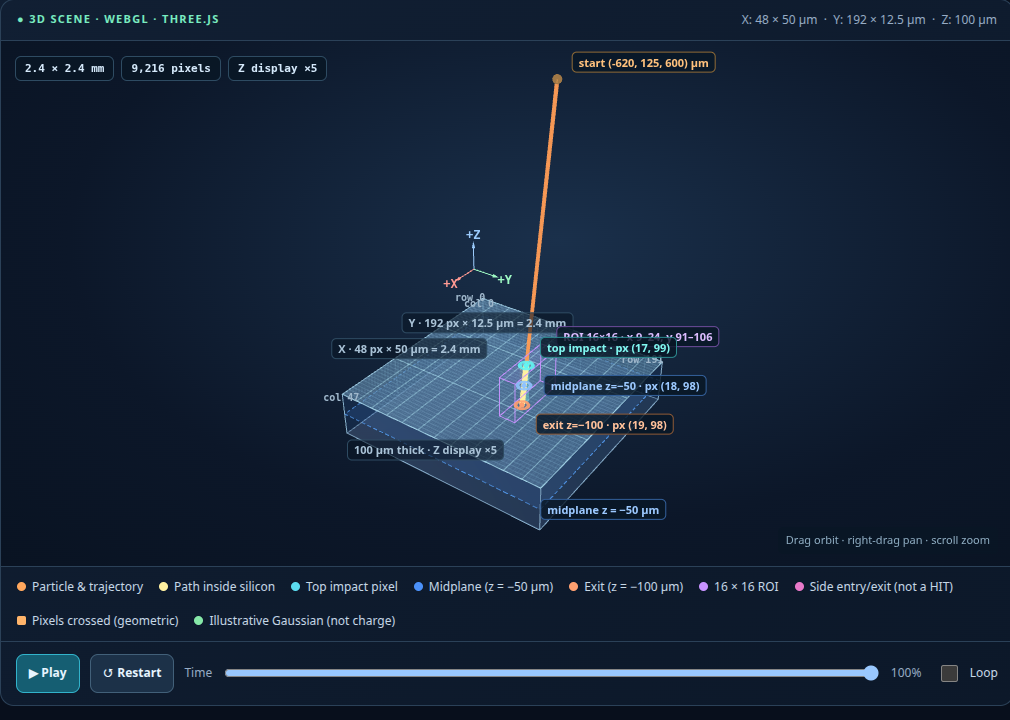 ● 3D SCENE · WEBGL · THREE.JS
X: 48 × 50 µm · Y: 192 × 12.5 µm · Z: 100 µm
2.4 × 2.4 mm
9,216 pixels
Z display ×5
start (-620, 125, 600) µm
+Z
+X
+Y
row 0
col 0
Y · 192 px × 12.5 µm = 2.4 mm
ROI 16×16 · x 9–24, y 91–106
X · 48 px × 50 µm = 2.4 mm
top impact · px (17, 99)
midplane z=−50 · px (18, 98)
col 47
exit z=−100 · px (19, 98)
100 µm thick · Z display ×5
midplane z = −50 µm
Drag orbit · right-drag pan · scroll zoom
Particle & trajectory
Path inside silicon
Top impact pixel
Midplane (z = −50 µm)
Exit (z = −100 µm)
16 × 16 ROI
Side entry/exit (not a HIT)
Pixels crossed (geometric)
Illustrative Gaussian (not charge)
▶ Play
↺ Restart
Time
100%
Loop